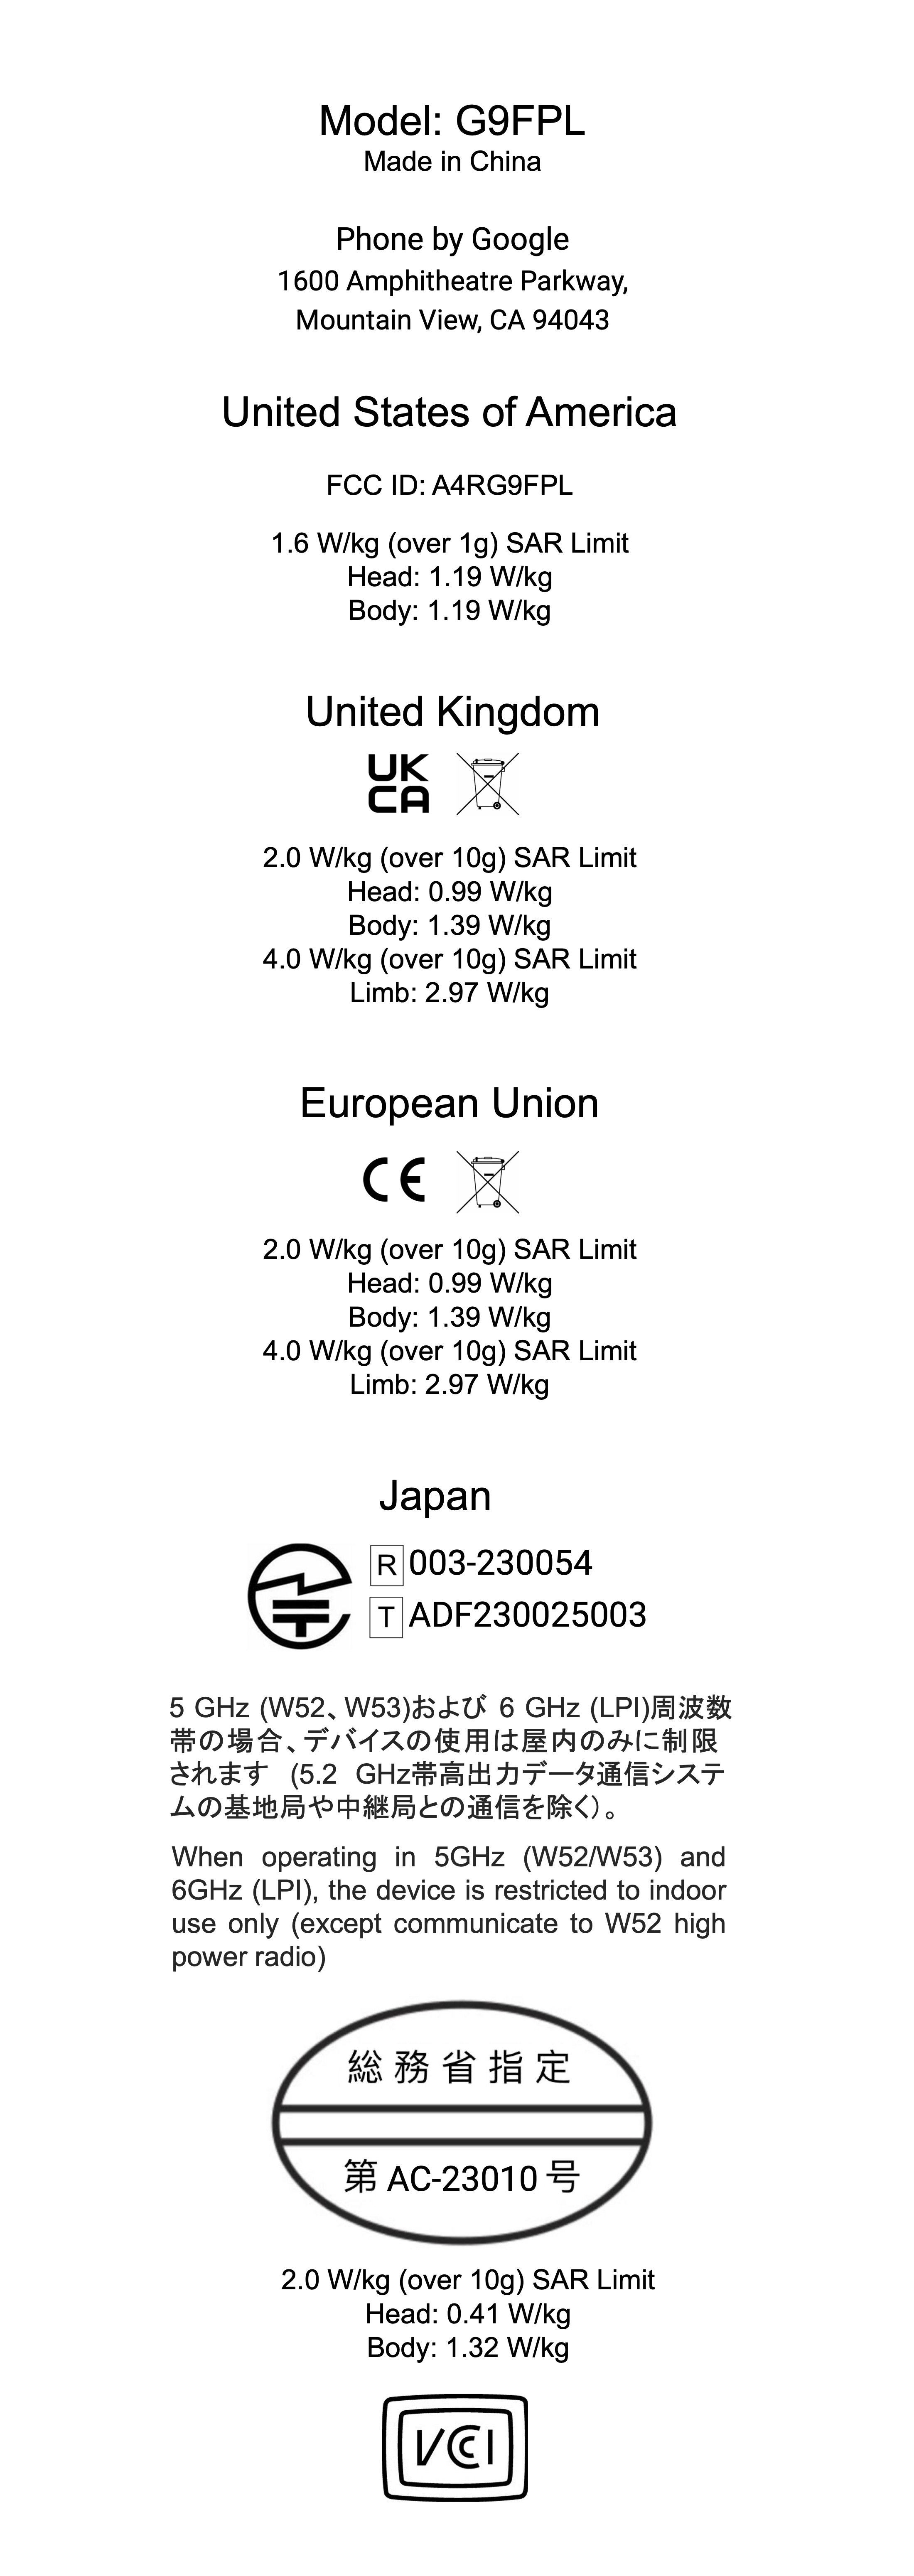 Model: G9FPL
Made in China
Phone by Google
1600 Amphitheatre Parkway,
Mountain View, CA 94043
United States of America
FCC ID: A4RG9FPL
1.6 W/kg (over 1g) SAR Limit
Head: 1.19 W/kg
Body: 1.19 W/kg
United Kingdom
UK
CA
2.0 W/kg (over 10g) SAR Limit
Head: 0.99 W/kg
Body: 1.39 W/kg
4.0 W/kg (over 10g) SAR Limit
Limb: 2.97 W/kg
European Union
CE
2.0 W/kg (over 10g) SAR Limit
Head: 0.99 W/kg
Body: 1.39 W/kg
4.0 W/kg (over 10g) SAR Limit
Limb: 2.97 W/kg
Japan
R 003-230054
T ADF230025003
5 GHz (W52、W53)および 6 GHz (LPI)周波数
帯の場合、デバイスの使用は屋内のみに制限
されます (5.2 GHz帯高出力データ通信システ
ムの基地局や中継局との通信を除く)。
When operating in 5GHz (W52/W53) and
6GHz (LPI), the device is restricted to indoor
use only (except communicate to W52 high
power radio)
総務省指定
第 AC-23010 号
2.0 W/kg (over 10g) SAR Limit
Head: 0.41 W/kg
Body: 1.32 W/kg
VCCI